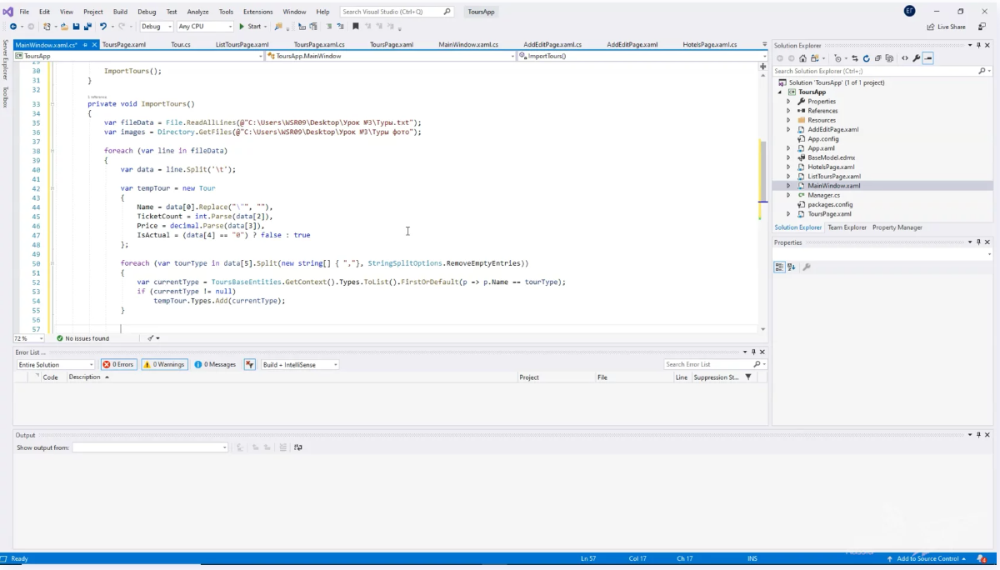 File Edit View Project Build Debug Test Analyze Tools Extensions Window Help Search Visual Studio (Ctrl+Q) ToursApp ЕГ
Debug Any CPU Start Live Share
MainWindow.xaml.cs* ToursPage.xaml Tour.cs ListToursPage.xaml ToursPage.xaml.cs ToursPage.xaml MainWindow.xaml.cs AddEditPage.xaml.cs AddEditPage.xaml HotelsPage.xaml.cs
ToursApp ToursApp.MainWindow ImportTours()
Server Explorer
Toolbox
29
30 ImportTours();
31 }
32
1 reference
33 private void ImportTours()
34 {
35 var fileData = File.ReadAllLines(@"C:\Users\WSR09\Desktop\Урок №3\Туры.txt");
36 var images = Directory.GetFiles(@"C:\Users\WSR09\Desktop\Урок №3\Туры фото");
37
38 foreach (var line in fileData)
39 {
40 var data = line.Split('\t');
41
42 var tempTour = new Tour
43 {
44 Name = data[0].Replace("\"", ""),
45 TicketCount = int.Parse(data[2]),
46 Price = decimal.Parse(data[3]),
47 IsActual = (data[4] == "0") ? false : true
48 };
49
50 foreach (var tourType in data[5].Split(new string[] { ","}, StringSplitOptions.RemoveEmptyEntries))
51 {
52 var currentType = ToursBaseEntities.GetContext().Types.ToList().FirstOrDefault(p => p.Name == tourType);
53 if (currentType != null)
54 tempTour.Types.Add(currentType);
55 }
56
57
72 % No issues found
Error List ...
Entire Solution 0 Errors 0 Warnings 0 Messages Build + IntelliSense Search Error List
Code Description Project File Line Suppression St...
Output
Show output from:
Solution Explorer
Search Solution Explorer (Ctrl+;)
Solution 'ToursApp' (1 of 1 project)
ToursApp
Properties
References
Resources
AddEditPage.xaml
App.config
App.xaml
BaseModel.edmx
HotelsPage.xaml
ListToursPage.xaml
MainWindow.xaml
Manager.cs
packages.config
ToursPage.xaml
Solution Explorer Team Explorer Property Manager
Properties
Ready Ln 57 Col 17 Ch 17 INS Add to Source Control 4